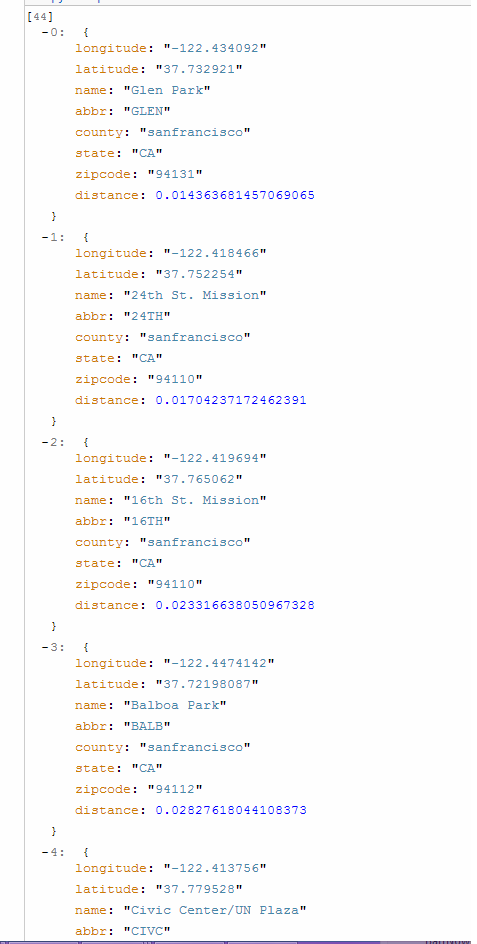 [44]
-0: {
longitude: "-122.434092"
latitude: "37.732921"
name: "Glen Park"
abbr: "GLEN"
county: "sanfrancisco"
state: "CA"
zipcode: "94131"
distance: 0.014363681457069065
}
-1: {
longitude: "-122.418466"
latitude: "37.752254"
name: "24th St. Mission"
abbr: "24TH"
county: "sanfrancisco"
state: "CA"
zipcode: "94110"
distance: 0.01704237172462391
}
-2: {
longitude: "-122.419694"
latitude: "37.765062"
name: "16th St. Mission"
abbr: "16TH"
county: "sanfrancisco"
state: "CA"
zipcode: "94110"
distance: 0.023316638050967328
}
-3: {
longitude: "-122.4474142"
latitude: "37.72198087"
name: "Balboa Park"
abbr: "BALB"
county: "sanfrancisco"
state: "CA"
zipcode: "94112"
distance: 0.02827618044108373
}
-4: {
longitude: "-122.413756"
latitude: "37.779528"
name: "Civic Center/UN Plaza"
abbr: "CIVC"